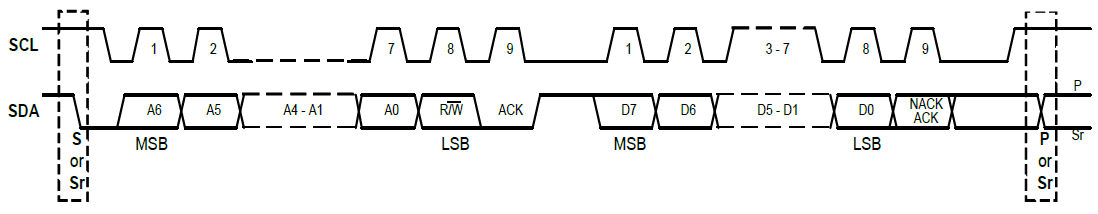 SCL 1 2 7 8 9 1 2 3 - 7 8 9
SDA A6 A5 A4 - A1 A0 R/W ACK D7 D6 D5 - D1 D0 NACK P
ACK Sr
MSB LSB MSB LSB
S P
or or
Sr Sr